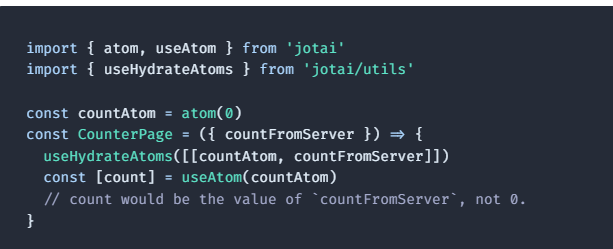 import { atom, useAtom } from 'jotai'
import { useHydrateAtoms } from 'jotai/utils'

const countAtom = atom(0)
const CounterPage = ({ countFromServer }) => {
  useHydrateAtoms([[countAtom, countFromServer]])
  const [count] = useAtom(countAtom)
  // count would be the value of `countFromServer`, not 0.
}